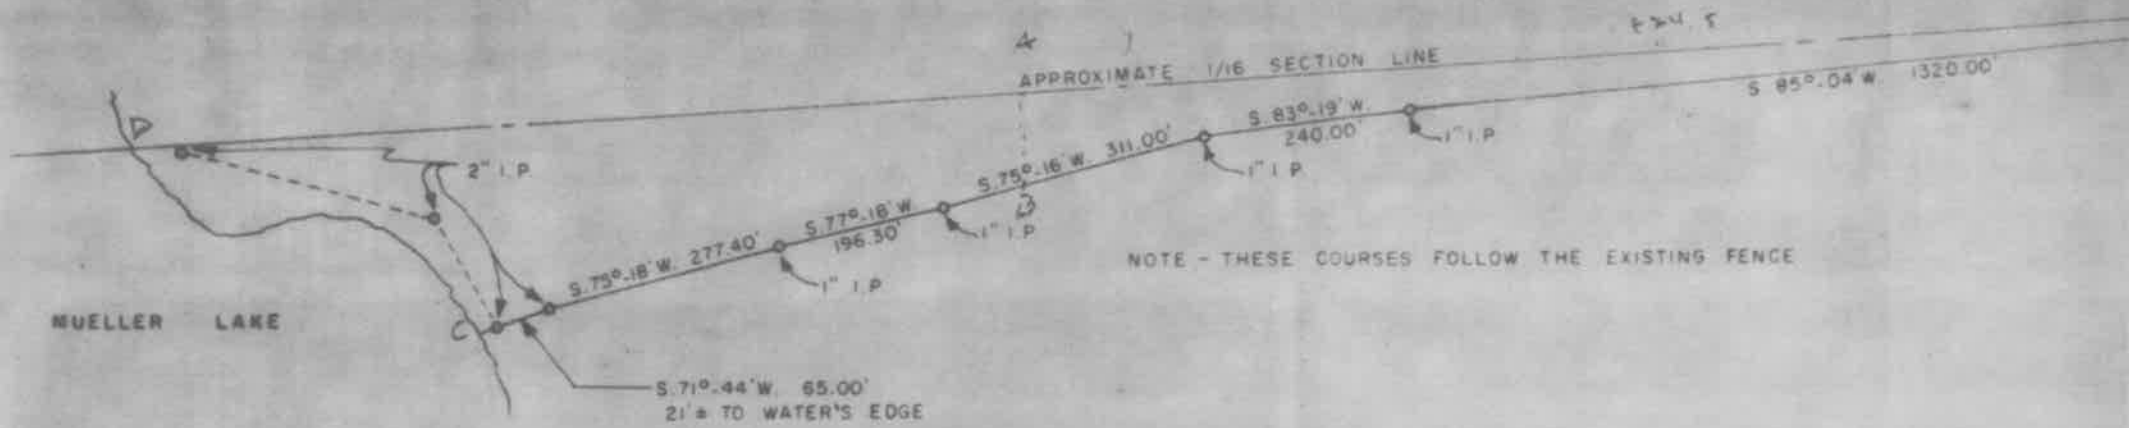 A
APPROXIMATE 1/16 SECTION LINE
S 85°-04'W. 1320.00'
S. 83°-19' W.
240.00'
1" I.P.
D
2" I.P.
S.75°-16'W. 311.00'
1" I.P.
S.77°-18'W.
196.30'
B
1" I.P.
NOTE - THESE COURSES FOLLOW THE EXISTING FENCE
S.75°-18'W. 277.40'
1" I.P.
MUELLER LAKE
C
S.71°-44'W. 65.00'
21'± TO WATER'S EDGE